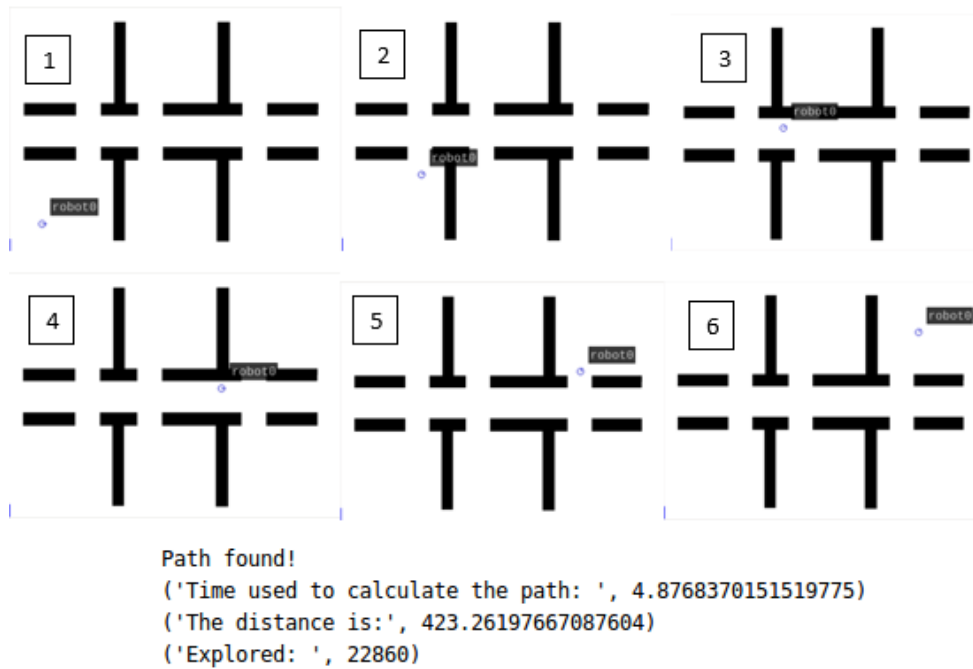 1
robot0
2
robot0
3
robot0
4
robot0
5
robot0
6
robot0
Path found!
('Time used to calculate the path: ', 4.8768370151519775)
('The distance is:', 423.26197667087604)
('Explored: ', 22860)